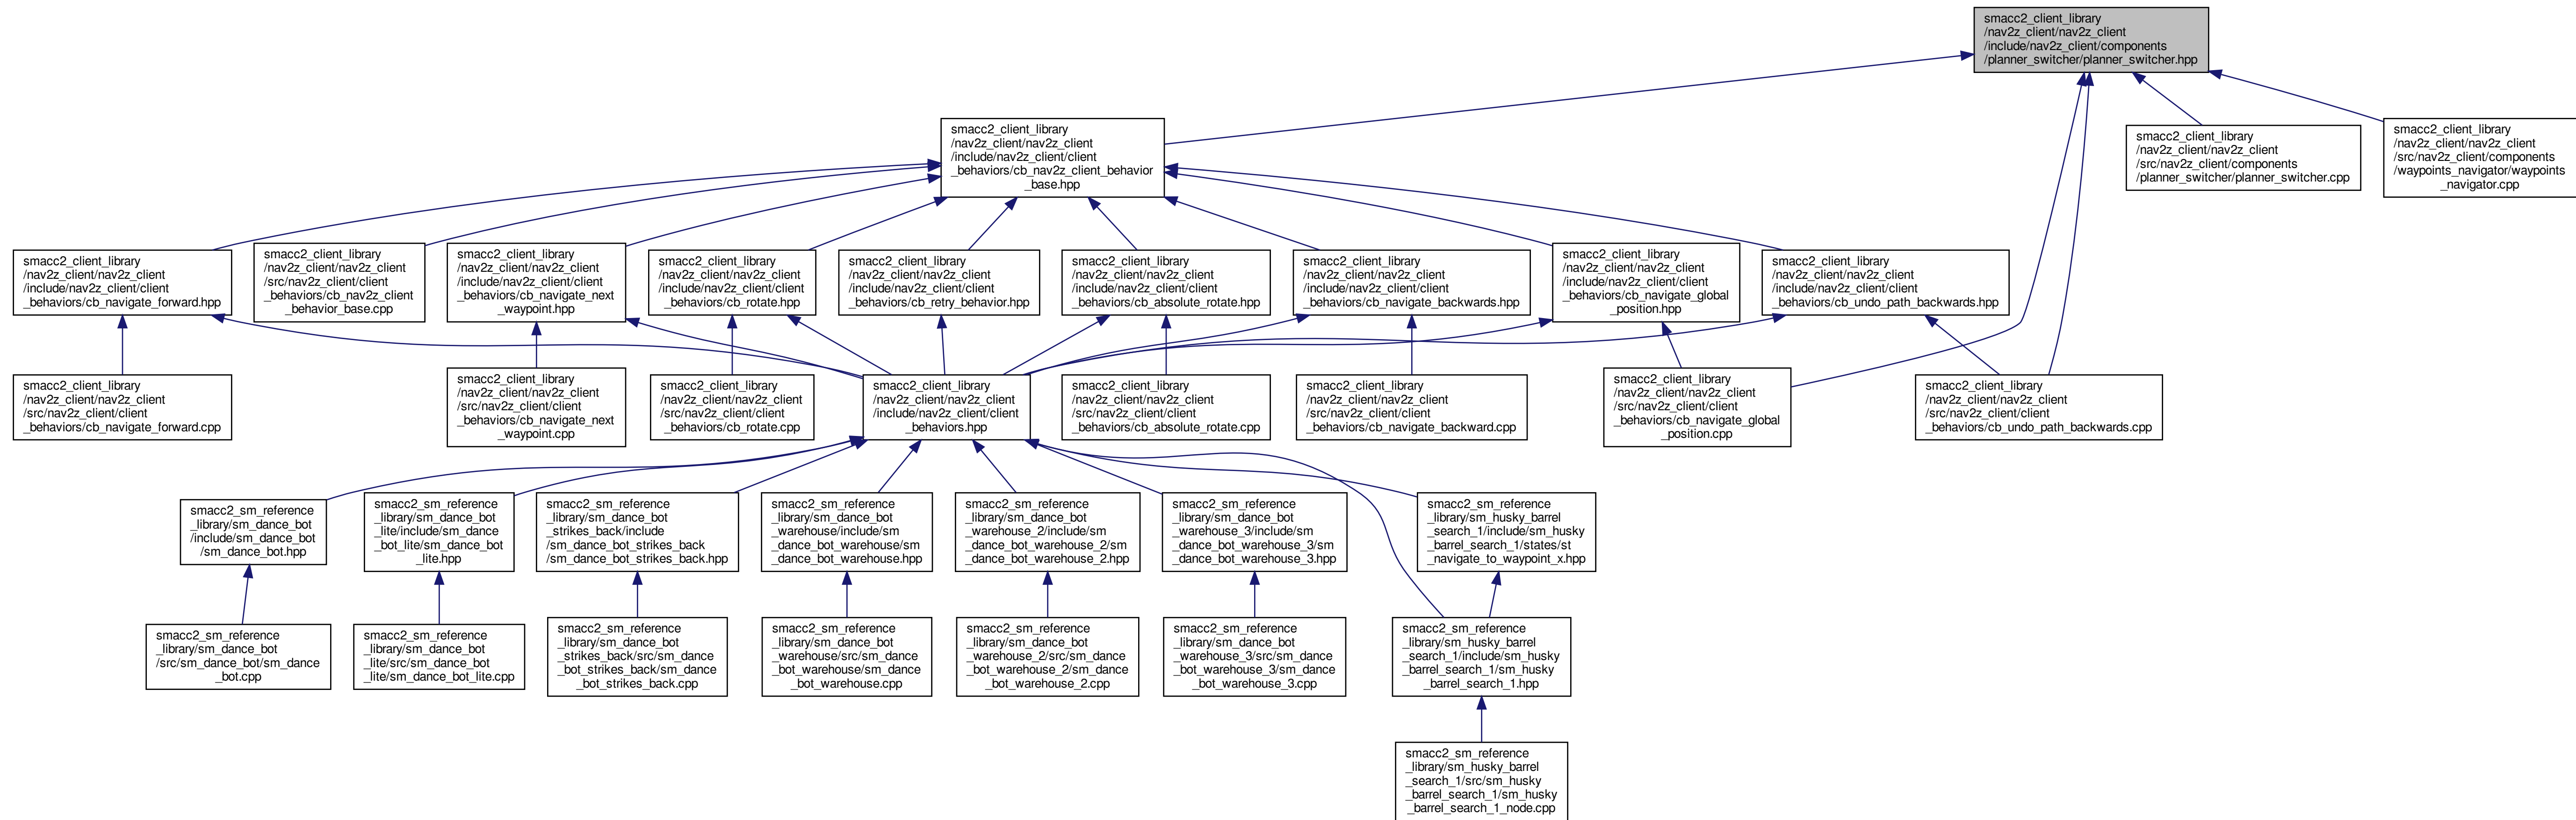 smacc2_client_library
/nav2z_client/nav2z_client
/include/nav2z_client/components
/planner_switcher/planner_switcher.hpp
smacc2_client_library
/nav2z_client/nav2z_client
/include/nav2z_client/client
_behaviors/cb_nav2z_client_behavior
_base.hpp
smacc2_client_library
/nav2z_client/nav2z_client
/src/nav2z_client/components
/planner_switcher/planner_switcher.cpp
smacc2_client_library
/nav2z_client/nav2z_client
/src/nav2z_client/components
/waypoints_navigator/waypoints
_navigator.cpp
smacc2_client_library
/nav2z_client/nav2z_client
/include/nav2z_client/client
_behaviors/cb_navigate_forward.hpp
smacc2_client_library
/nav2z_client/nav2z_client
/src/nav2z_client/client
_behaviors/cb_nav2z_client
_behavior_base.cpp
smacc2_client_library
/nav2z_client/nav2z_client
/include/nav2z_client/client
_behaviors/cb_navigate_next
_waypoint.hpp
smacc2_client_library
/nav2z_client/nav2z_client
/include/nav2z_client/client
_behaviors/cb_rotate.hpp
smacc2_client_library
/nav2z_client/nav2z_client
/include/nav2z_client/client
_behaviors/cb_retry_behavior.hpp
smacc2_client_library
/nav2z_client/nav2z_client
/include/nav2z_client/client
_behaviors/cb_absolute_rotate.hpp
smacc2_client_library
/nav2z_client/nav2z_client
/include/nav2z_client/client
_behaviors/cb_navigate_backwards.hpp
smacc2_client_library
/nav2z_client/nav2z_client
/include/nav2z_client/client
_behaviors/cb_navigate_global
_position.hpp
smacc2_client_library
/nav2z_client/nav2z_client
/include/nav2z_client/client
_behaviors/cb_undo_path_backwards.hpp
smacc2_client_library
/nav2z_client/nav2z_client
/src/nav2z_client/client
_behaviors/cb_navigate_forward.cpp
smacc2_client_library
/nav2z_client/nav2z_client
/src/nav2z_client/client
_behaviors/cb_navigate_next
_waypoint.cpp
smacc2_client_library
/nav2z_client/nav2z_client
/src/nav2z_client/client
_behaviors/cb_rotate.cpp
smacc2_client_library
/nav2z_client/nav2z_client
/include/nav2z_client/client
_behaviors.hpp
smacc2_client_library
/nav2z_client/nav2z_client
/src/nav2z_client/client
_behaviors/cb_absolute_rotate.cpp
smacc2_client_library
/nav2z_client/nav2z_client
/src/nav2z_client/client
_behaviors/cb_navigate_backward.cpp
smacc2_client_library
/nav2z_client/nav2z_client
/src/nav2z_client/client
_behaviors/cb_navigate_global
_position.cpp
smacc2_client_library
/nav2z_client/nav2z_client
/src/nav2z_client/client
_behaviors/cb_undo_path_backwards.cpp
smacc2_sm_reference
_library/sm_dance_bot
/include/sm_dance_bot
/sm_dance_bot.hpp
smacc2_sm_reference
_library/sm_dance_bot
_lite/include/sm_dance
_bot_lite/sm_dance_bot
_lite.hpp
smacc2_sm_reference
_library/sm_dance_bot
_strikes_back/include
/sm_dance_bot_strikes_back
/sm_dance_bot_strikes_back.hpp
smacc2_sm_reference
_library/sm_dance_bot
_warehouse/include/sm
_dance_bot_warehouse/sm
_dance_bot_warehouse.hpp
smacc2_sm_reference
_library/sm_dance_bot
_warehouse_2/include/sm
_dance_bot_warehouse_2/sm
_dance_bot_warehouse_2.hpp
smacc2_sm_reference
_library/sm_dance_bot
_warehouse_3/include/sm
_dance_bot_warehouse_3/sm
_dance_bot_warehouse_3.hpp
smacc2_sm_reference
_library/sm_husky_barrel
_search_1/include/sm_husky
_barrel_search_1/states/st
_navigate_to_waypoint_x.hpp
smacc2_sm_reference
_library/sm_dance_bot
/src/sm_dance_bot/sm_dance
_bot.cpp
smacc2_sm_reference
_library/sm_dance_bot
_lite/src/sm_dance_bot
_lite/sm_dance_bot_lite.cpp
smacc2_sm_reference
_library/sm_dance_bot
_strikes_back/src/sm_dance
_bot_strikes_back/sm_dance
_bot_strikes_back.cpp
smacc2_sm_reference
_library/sm_dance_bot
_warehouse/src/sm_dance
_bot_warehouse/sm_dance
_bot_warehouse.cpp
smacc2_sm_reference
_library/sm_dance_bot
_warehouse_2/src/sm_dance
_bot_warehouse_2/sm_dance
_bot_warehouse_2.cpp
smacc2_sm_reference
_library/sm_dance_bot
_warehouse_3/src/sm_dance
_bot_warehouse_3/sm_dance
_bot_warehouse_3.cpp
smacc2_sm_reference
_library/sm_husky_barrel
_search_1/include/sm_husky
_barrel_search_1/sm_husky
_barrel_search_1.hpp
smacc2_sm_reference
_library/sm_husky_barrel
_search_1/src/sm_husky
_barrel_search_1/sm_husky
_barrel_search_1_node.cpp